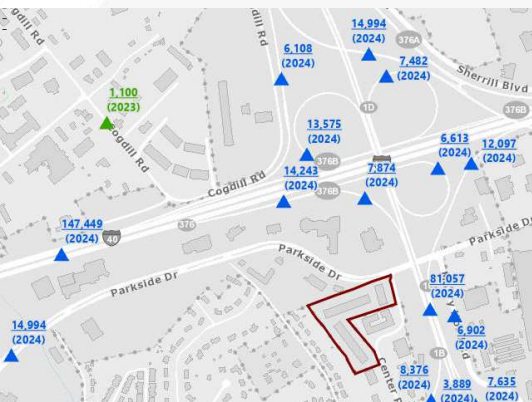 gdill Rd
dill
Rd
14,994
(2024)
376A
6,108
(2024)
7,482
(2024)
Sherrill Blvd
1,100
(2023)
1D
376B
Cogdill Rd
13,575
(2024)
376B
6,613
(2024)
12,097
(2024)
Cogdill Rd
14,243
(2024)
376B
7,874
(2024)
376
147,449
(2024)
40
Parkside Dr
Parkside Dr
Parkside Dr
81,057
(2024)
14,994
(2024)
6,902
(2024)
1B
8,376
(2024)
Center
3,889
(2024)
7,635
(2024)